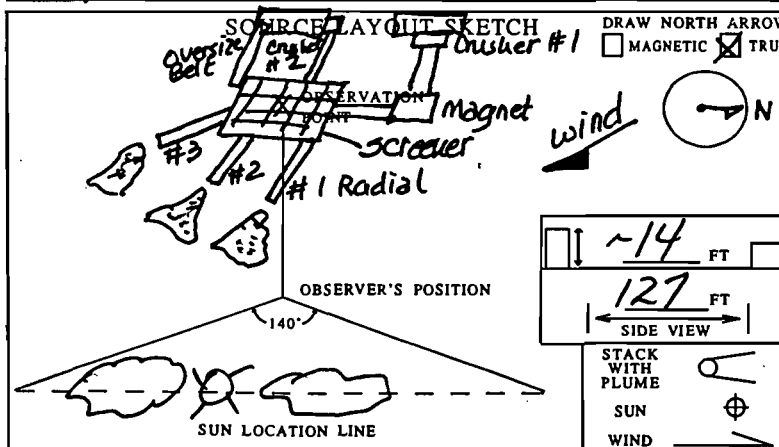 SOURCE LAYOUT SKETCH
DRAW NORTH ARROW
MAGNETIC TRU
Oversize Belt
Crusher #2
Crusher #1
OBSERVATION POINT
Magnet
N
wind
screener
#3
#2
#1 Radial
~14 FT
127 FT
SIDE VIEW
OBSERVER'S POSITION
140°
STACK
WITH
PLUME
SUN
WIND
SUN LOCATION LINE